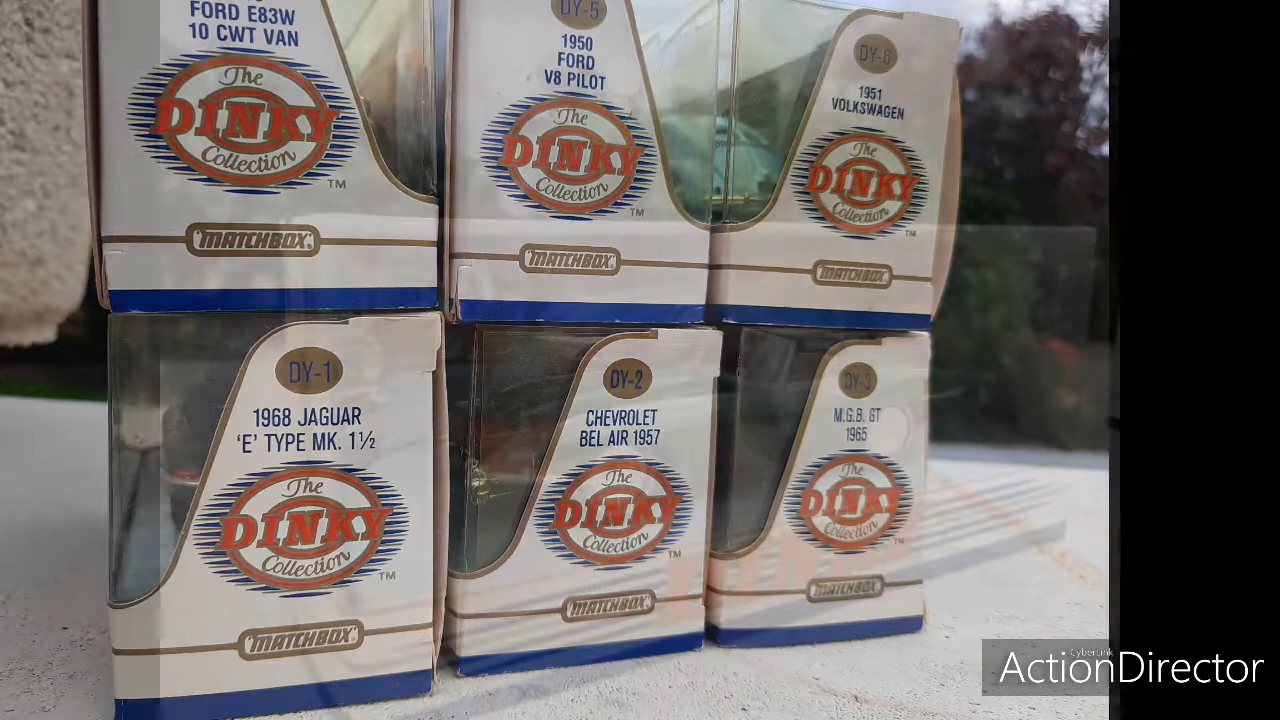 FORD E83W
10 CWT VAN
The
DINKY
Collection
TM
MATCHBOX
DY-5
1950
FORD
V8 PILOT
The
DINKY
Collection
TM
MATCHBOX
DY-6
1951
VOLKSWAGEN
The
DINKY
Collection
TM
MATCHBOX
DY-1
1968 JAGUAR
'E' TYPE MK. 1½
The
DINKY
Collection
TM
MATCHBOX
DY-2
CHEVROLET
BEL AIR 1957
The
DINKY
Collection
TM
MATCHBOX
DY-3
M.G.B. GT
1965
The
DINKY
Collection
TM
MATCHBOX
CyberLink
ActionDirector